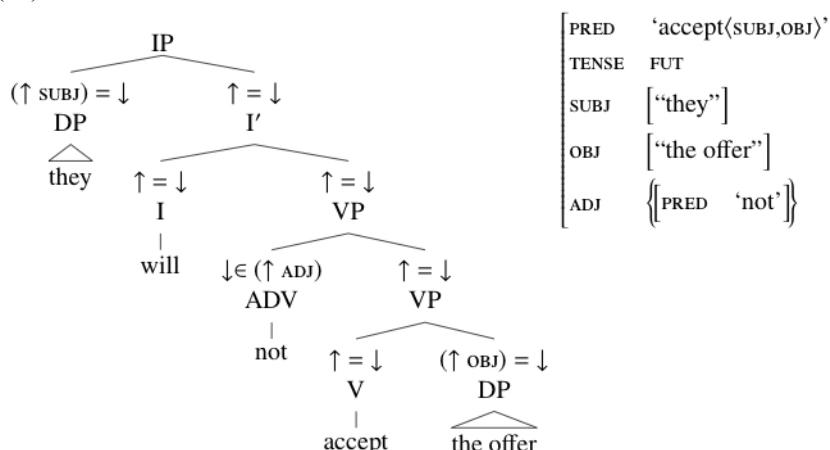 IP
(↑ SUBJ) = ↓ ↑ = ↓
DP I′
they
↑ = ↓ ↑ = ↓
I VP
will
↓∈ (↑ ADJ) ↑ = ↓
ADV VP
not
↑ = ↓ (↑ OBJ) = ↓
V DP
accept the offer
PRED ‘accept⟨SUBJ,OBJ⟩’
TENSE FUT
SUBJ [“they”]
OBJ [“the offer”]
ADJ {[PRED ‘not’]}